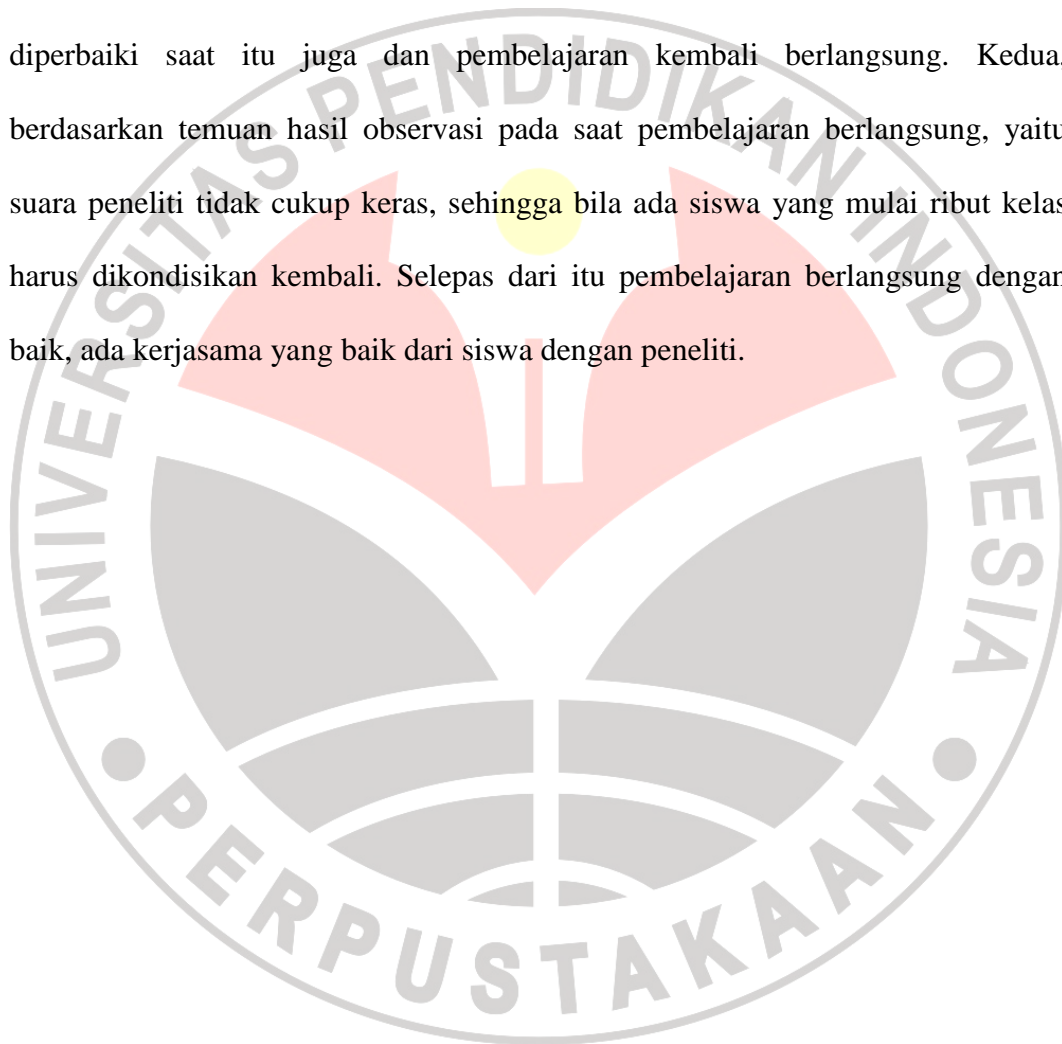 diperbaiki saat itu juga dan pembelajaran kembali berlangsung. Kedua,
berdasarkan temuan hasil observasi pada saat pembelajaran berlangsung, yaitu
suara peneliti tidak cukup keras, sehingga bila ada siswa yang mulai ribut kelas
harus dikondisikan kembali. Selepas dari itu pembelajaran berlangsung dengan
baik, ada kerjasama yang baik dari siswa dengan peneliti.
UNIVERSITAS PENDIDIKAN INDONESIA
PERPUSTAKAAN